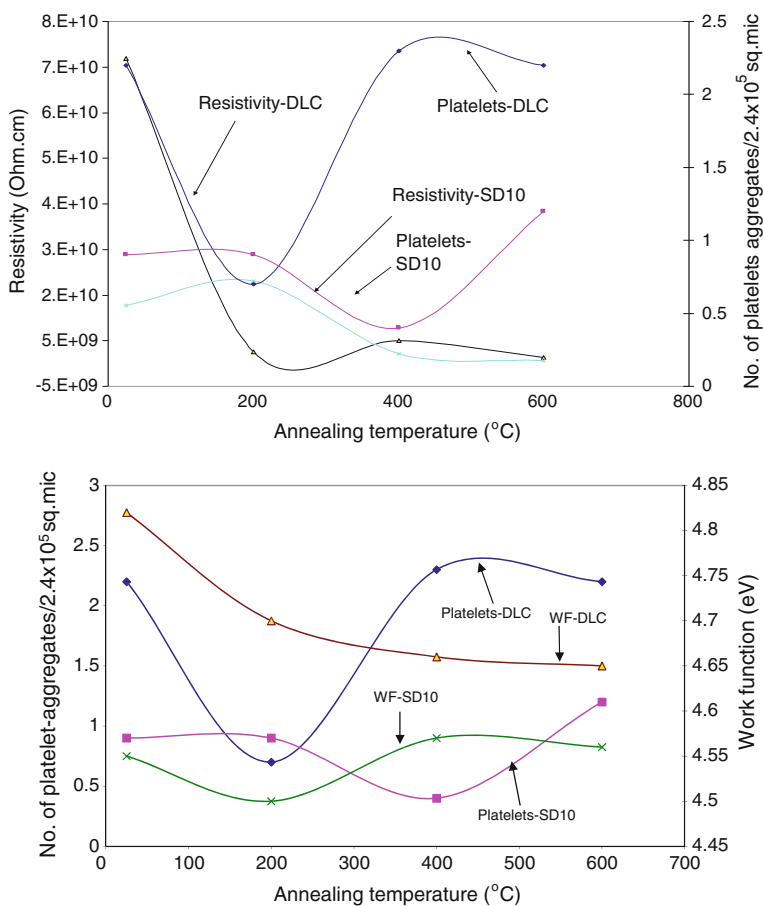 8.E+10
7.E+10
6.E+10
5.E+10
4.E+10
3.E+10
2.E+10
5.E+09
-5.E+09
Resistivity (Ohm.cm)
0
200
400
600
800
Annealing temperature (°C)
2.5
2
1.5
1
0.5
0
No. of platelets aggregates/2.4x10⁵ sq.mic
Resistivity-DLC
Platelets-DLC
Resistivity-SD10
Platelets-
SD10
3
2.5
2
1.5
1
0.5
0
No. of platelet-aggregates/2.4x10⁵ sq.mic
0
100
200
300
400
500
600
700
Annealing temperature (°C)
4.85
4.8
4.75
4.7
4.65
4.6
4.55
4.5
4.45
Work function (eV)
Platelets-DLC
WF-DLC
WF-SD10
Platelets-SD10